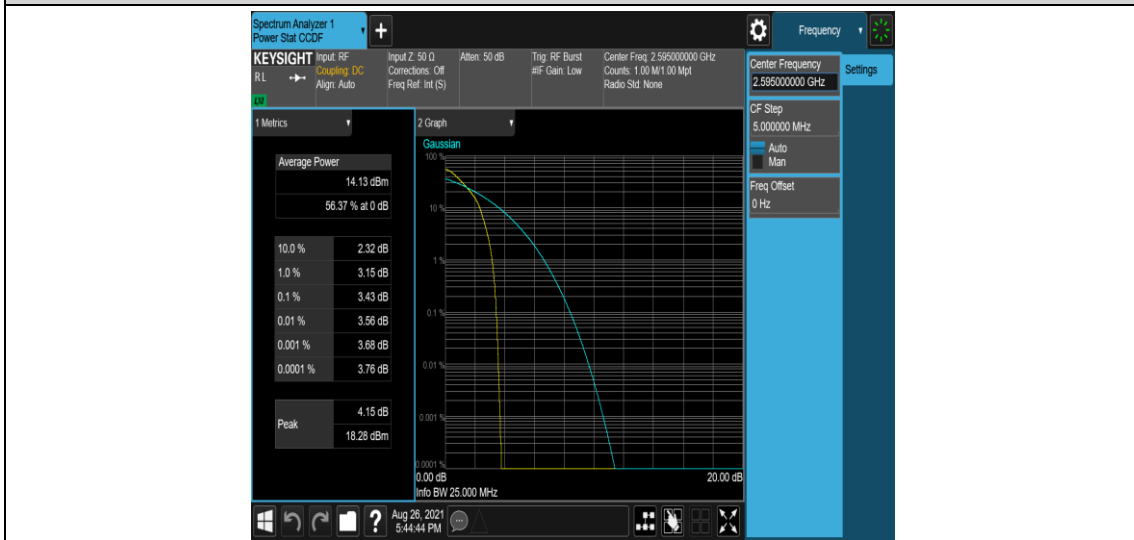 Spectrum Analyzer 1
Power Stat CCDF
Frequency
KEYSIGHT
RL
Input: RF
Coupling: DC
Align: Auto
Input Z: 50 Ω
Corrections: Off
Freq Ref: Int (S)
Atten: 50 dB
Trig: RF Burst
#IF Gain: Low
Center Freq: 2.595000000 GHz
Counts: 1.00 M/1.00 Mpt
Radio Std: None
Center Frequency
2.595000000 GHz
Settings
CF Step
5.000000 MHz
Auto
Man
Freq Offset
0 Hz
1 Metrics
Average Power
14.13 dBm
56.37 % at 0 dB
10.0 % 2.32 dB
1.0 % 3.15 dB
0.1 % 3.43 dB
0.01 % 3.56 dB
0.001 % 3.68 dB
0.0001 % 3.76 dB
Peak
4.15 dB
18.28 dBm
2 Graph
Gaussian
100 %
10 %
1 %
0.1 %
0.01 %
0.001 %
0.0001 %
0.00 dB 20.00 dB
Info BW 25.000 MHz
?
Aug 26, 2021
5:44:44 PM